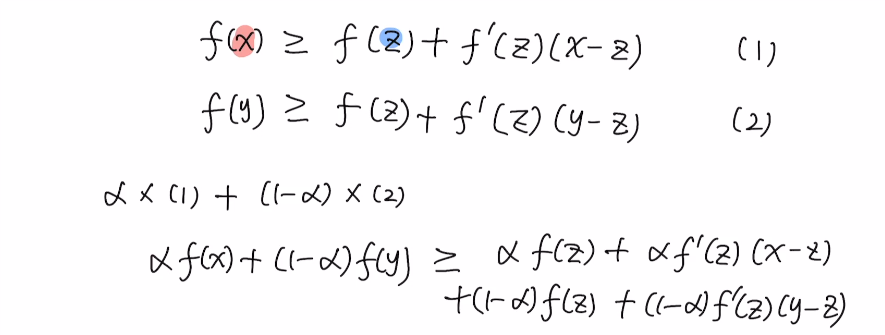 f(x) ≥ f(z) + f'(z)(x-z) (1)
f(y) ≥ f(z) + f'(z)(y-z) (2)
α × (1) + (1-α) × (2)
αf(x) + (1-α)f(y) ≥ αf(z) + αf'(z)(x-z)
+(1-α)f(z) + (1-α)f'(z)(y-z)